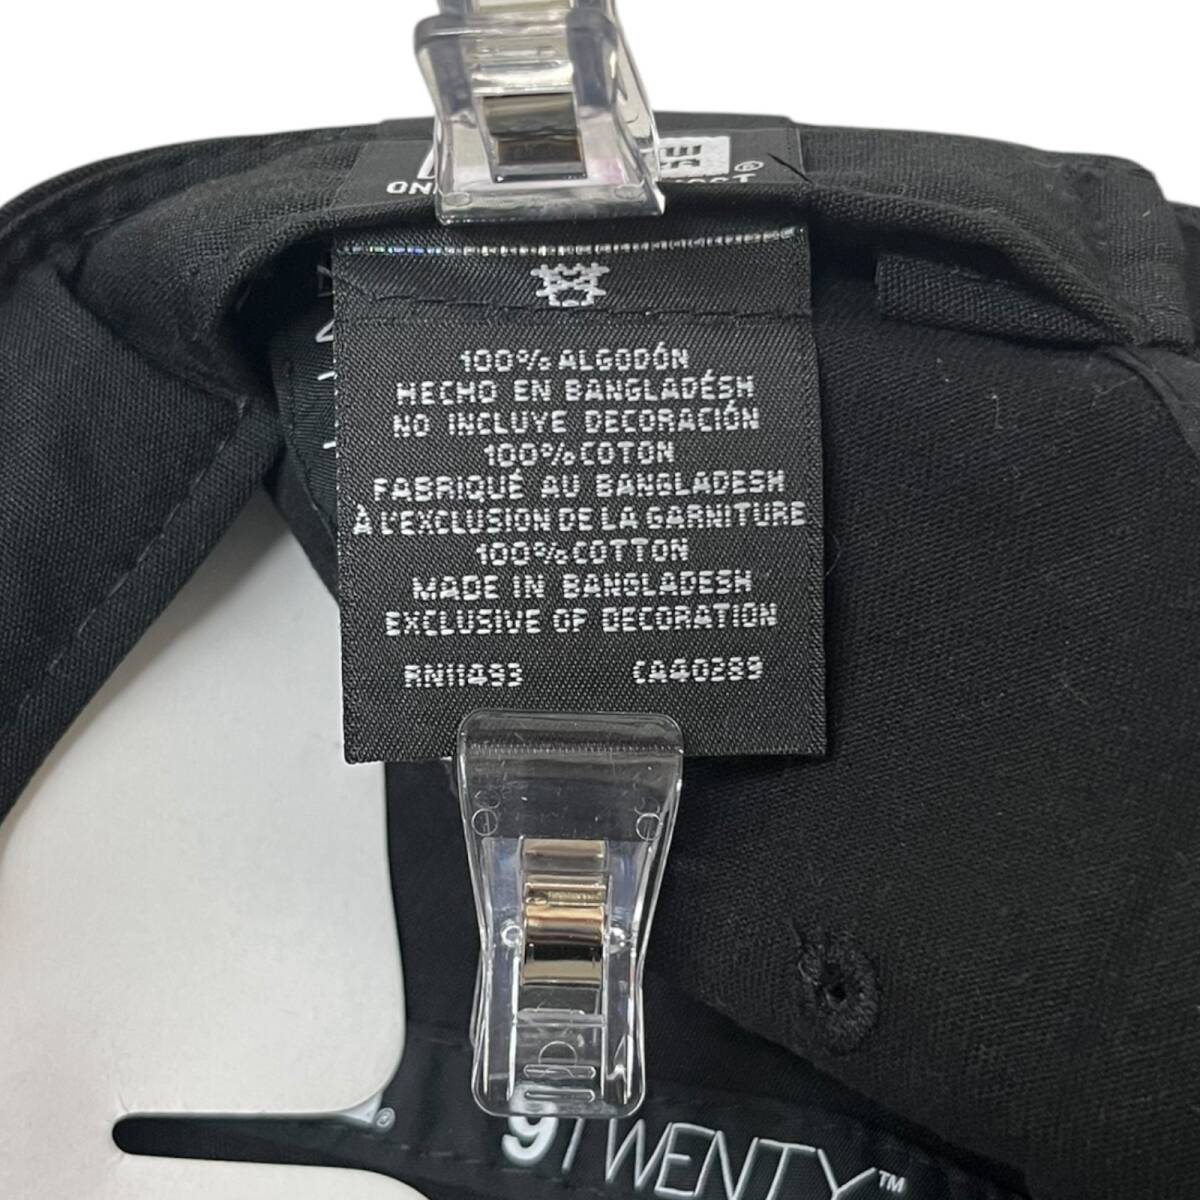 100% ALGODÓN
HECHO EN BANGLADÉSH
NO INCLUYE DECORACIÓN
100% COTON
FABRIQUÉ AU BANGLADESH
À L'EXCLUSION DE LA GARNITURE
100% COTTON
MADE IN BANGLADESH
EXCLUSIVE OF DECORATION
RN11493 CA40289
9TWENTY™